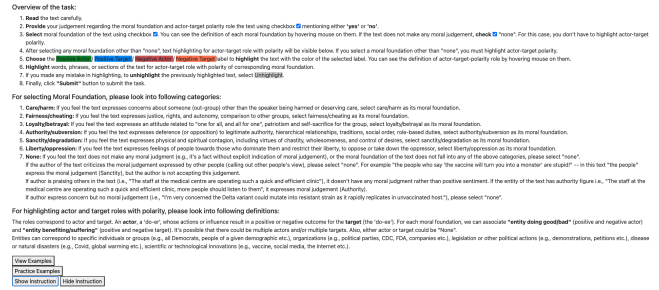 Overview of the task:
1. Read the text carefully.
2. Provide your judgement regarding the moral foundation and actor-target polarity role the text using checkbox mentioning either 'yes' or 'no'.
3. Select moral foundation of the text using checkbox . You can see the definition of each moral foundation by hovering mouse on them. If the text does not make any moral judgement, check "none". For this case, you don't have to highlight actor-target
polarity.
4. After selecting any moral foundation other than "none", text highlighting for actor-target role with polarity will be visible below. If you select a moral foundation other than "none", you must highlight actor-target polarity.
5. Choose the Positive Actor / Positive Target / Negative Actor / Negative Target label to highlight the text with the color of the selected label. You can see the definition of actor-target polarity role by hovering mouse on them.
6. Highlight words, phrases, or sections of the text for actor-target role with polarity of corresponding moral foundation.
7. If you made any mistake in highlighting, to unhighlight the previously highlighted text, select Unhighlight.
8. Finally, click "Submit" button to submit the task.
For selecting Moral Foundation, please look into following categories:
1. Care/harm: If you feel the text expresses concerns about someone (out-group) other than the speaker being harmed or deserving care, select care/harm as its moral foundation.
2. Fairness/cheating: If you feel the text expresses justice, rights, and autonomy, comparison to other groups, select fairness/cheating as its moral foundation.
3. Loyalty/betrayal: If you feel the text expresses an attitude related to "one for all, and all for one", patriotism and self-sacrifice for the group, select loyalty/betrayal as its moral foundation.
4. Authority/subversion: If you feel the text expresses deference (or opposition) to legitimate authority, hierarchical relationships, traditions, social order, role-based duties, select authority/subversion as its moral foundation.
5. Sanctity/degradation: If you feel the text expresses physical and spiritual contagion, including virtues of chastity, wholesomeness, and control of desires, select sanctity/degradation as its moral foundation.
6. Liberty/oppression: If you feel the text expresses feelings of people towards those who dominate them and restrict their liberty, to oppose or take down the oppressor, select liberty/oppression as its moral foundation.
7. None: If you feel the text does not make any moral judgment (e.g., it's a fact without explicit indication of moral judgement), or the moral foundation of the text does not fall into any of the above categories, please select "none".
If the author of the text criticizes the moral judgement expressed by other people (calling out other people's view), please select "none". For example "the people who say 'the vaccine will turn you into a monster' are stupid!" -- in this text "the people"
express the moral judgement (Sanctity), but the author is not accepting the judgement.
If author is praising others in the text (i.e., "The staff at the medical centre are operating such a quick and efficient clinic"), it doesn't have any moral judgment rather than positive sentiment. If the entity of the text has authority figure i.e., "The staff at the
medical centre are operating such a quick and efficient clinic, more people should listen to them", it expresses moral judgement (Authority).
If author express concern but no moral judgement (i.e., "I'm very concerned the Delta variant could mutate into resistant strain as it rapidly replicates in unvaccinated host."), please select "none".
For highlighting actor and target roles with polarity, please look into following definitions:
The roles correspond to actor and target. An actor, a 'do-er', whose actions or influence result in a positive or negative outcome for the target (the 'do-ee'). For each moral foundation, we can associate "entity doing good/bad" (positive and negative actor)
and "entity benefiting/suffering" (positive and negative target). It's possible that there could be multiple actors and/or multiple targets. Also, either actor or target could be "None".
Entities can correspond to specific individuals or groups (e.g., all Democrats, people of a given demographic etc.), organizations (e.g., political parties, CDC, FDA, companies etc.), legislation or other political actions (e.g., demonstrations, petitions etc.), disease
or natural disasters (e.g., Covid, global warming etc.), scientific or technological innovations (e.g., vaccine, social media, the Internet etc.).
View Examples
Practice Examples
Show Instruction Hide Instruction